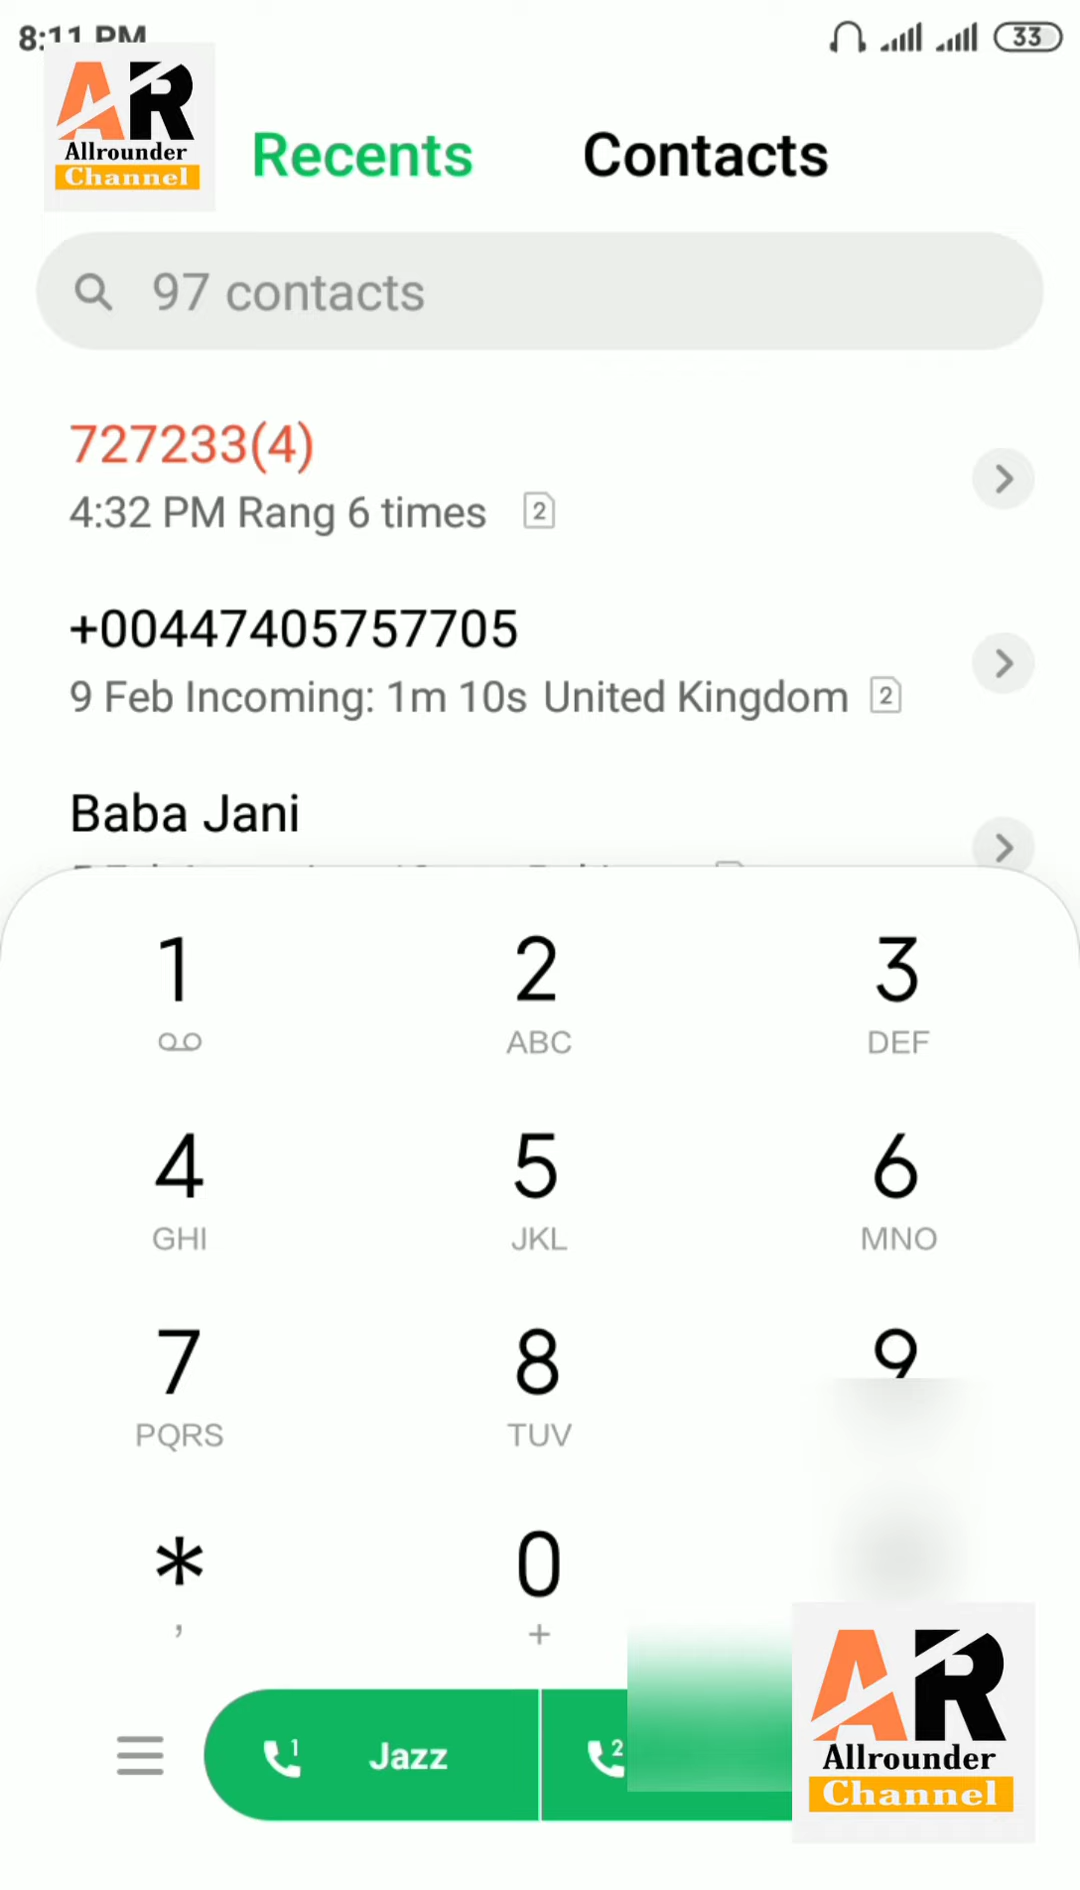 8:11 PM
33
AR
Allrounder
Channel
Recents
Contacts
97 contacts
727233(4)
4:32 PM Rang 6 times 2
+00447405757705
9 Feb Incoming: 1m 10s United Kingdom 2
Baba Jani
1
2
ABC
3
DEF
4
GHI
5
JKL
6
MNO
7
PQRS
8
TUV
9
*
,
0
+
1 Jazz
2
AR
Allrounder
Channel